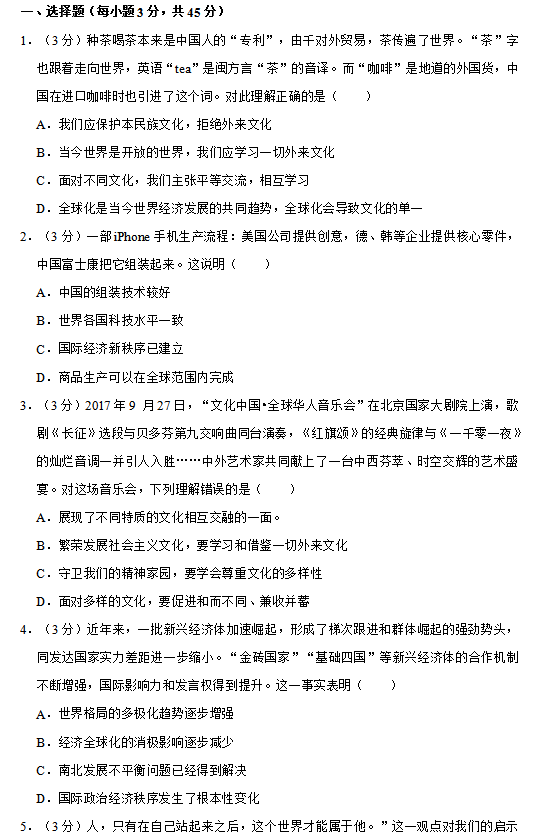 一、选择题（每小题 3 分，共 45 分）
1．（3 分）种茶喝茶本来是中国人的“专利”，由千对外贸易，茶传遍了世界。“茶”字
也跟着走向世界，英语“tea”是闽方言“茶”的音译。而“咖啡”是地道的外国货，中
国在进口咖啡时也引进了这个词。对此理解正确的是（　　）
A．我们应保护本民族文化，拒绝外来文化
B．当今世界是开放的世界，我们应学习一切外来文化
C．面对不同文化，我们主张平等交流，相互学习
D．全球化是当今世界经济发展的共同趋势，全球化会导致文化的单一
2．（3 分）一部 iPhone 手机生产流程：美国公司提供创意，德、韩等企业提供核心零件，
中国富士康把它组装起来。这说明（　　）
A．中国的组装技术较好
B．世界各国科技水平一致
C．国际经济新秩序已建立
D．商品生产可以在全球范围内完成
3．（3 分）2017 年 9 月 27 日，“文化中国•全球华人音乐会”在北京国家大剧院上演，歌
剧《长征》选段与贝多芬第九交响曲同台演奏，《红旗颂》的经典旋律与《一千零一夜》
的灿烂音调一并引人入胜……中外艺术家共同献上了一台中西芬萃、时空交辉的艺术盛
宴。对这场音乐会，下列理解错误的是（　　）
A．展现了不同特质的文化相互交融的一面。
B．繁荣发展社会主义文化，要学习和借鉴一切外来文化
C．守卫我们的精神家园，要学会尊重文化的多样性
D．面对多样的文化，要促进和而不同、兼收并蓄
4．（3 分）近年来，一批新兴经济体加速崛起，形成了梯次跟进和群体崛起的强劲势头，
同发达国家实力差距进一步缩小。“金砖国家”“基础四国”等新兴经济体的合作机制
不断增强，国际影响力和发言权得到提升。这一事实表明（　　）
A．世界格局的多极化趋势逐步增强
B．经济全球化的消极影响逐步减少
C．南北发展不平衡问题已经得到解决
D．国际政治经济秩序发生了根本性变化
5．（3 分）人，只有在自己站起来之后，这个世界才能属于他。”这一观点对我们的启示